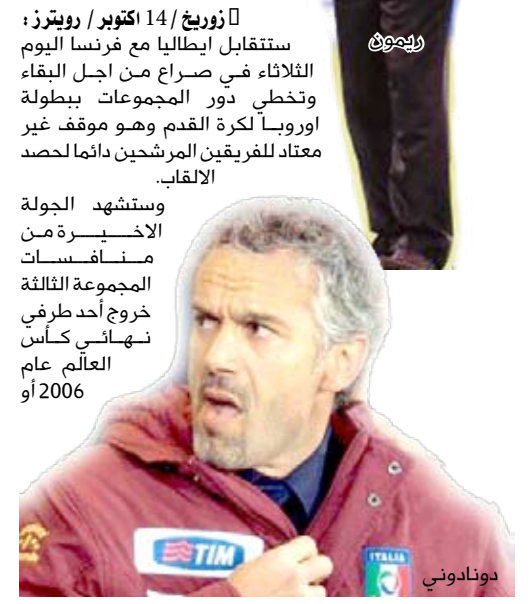 زوريخ / 14 اكتوبر / رويترز :
ستتقابل ايطاليا مع فرنسا اليوم
الثلاثاء في صراع من اجل البقاء
وتخطي دور المجموعات ببطولة
اوروبا لكرة القدم وهو موقف غير
معتاد للفريقين المرشحين دائما لحصد
الالقاب.
وستشهد الجولة
الاخيرة من
منافسات
المجموعة الثالثة
خروج أحد طرفي
نهائي كأس
العالم عام
2006 أو
ريمون
TIM
ITALIA
دونادوني